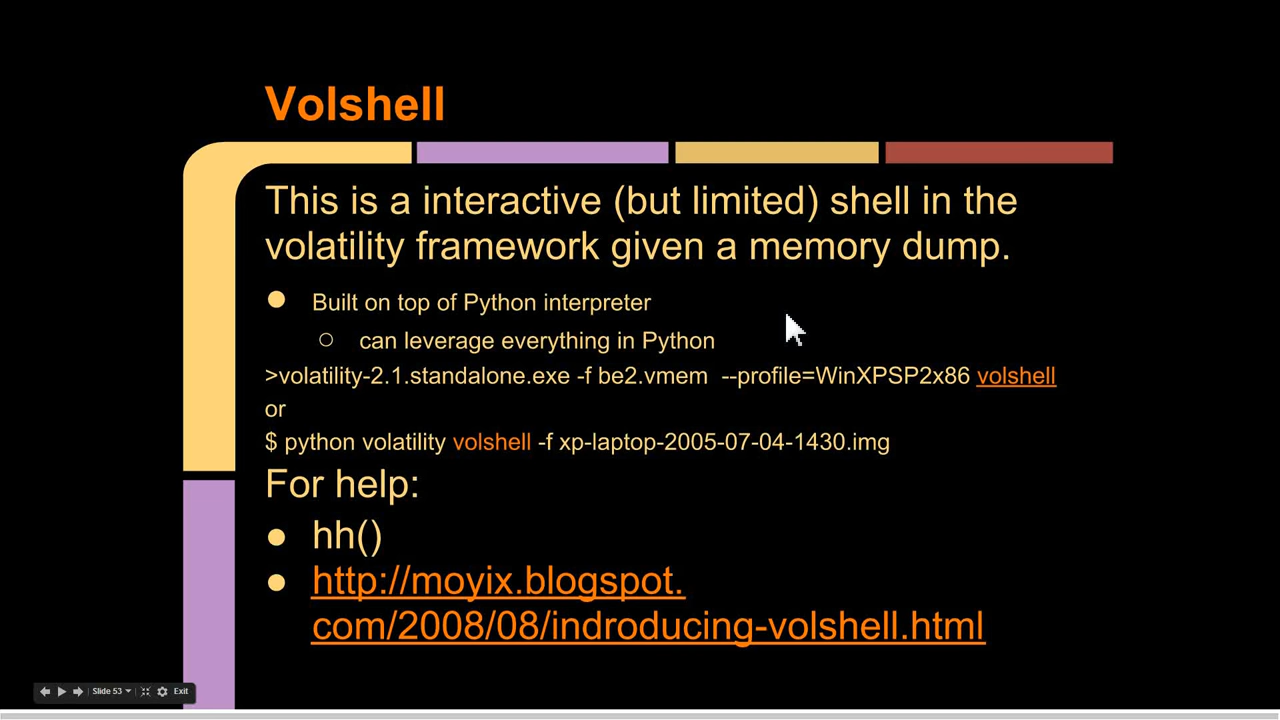 Volshell
This is a interactive (but limited) shell in the
volatility framework given a memory dump.
● Built on top of Python interpreter
○ can leverage everything in Python
>volatility-2.1.standalone.exe -f be2.vmem --profile=WinXPSP2x86 volshell
or
$ python volatility volshell -f xp-laptop-2005-07-04-1430.img
For help:
● hh()
● http://moyix.blogspot.
com/2008/08/indroducing-volshell.html
Slide 53 Exit